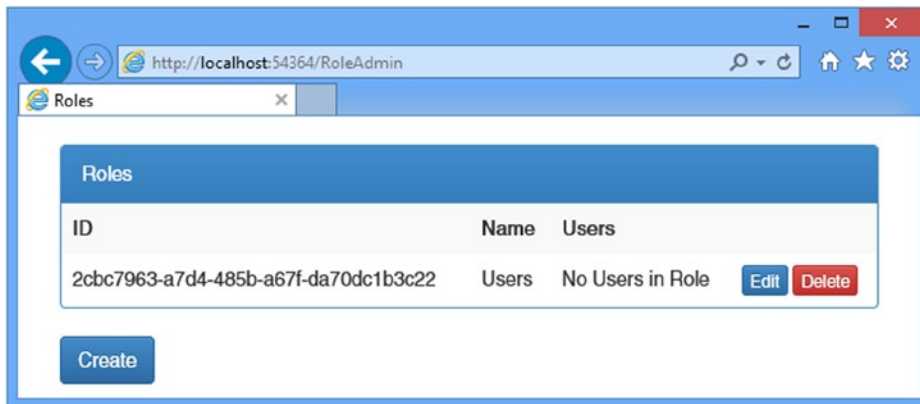 http://localhost:54364/RoleAdmin
Roles
Roles
ID Name Users
2cbc7963-a7d4-485b-a67f-da70dc1b3c22 Users No Users in Role Edit Delete
Create